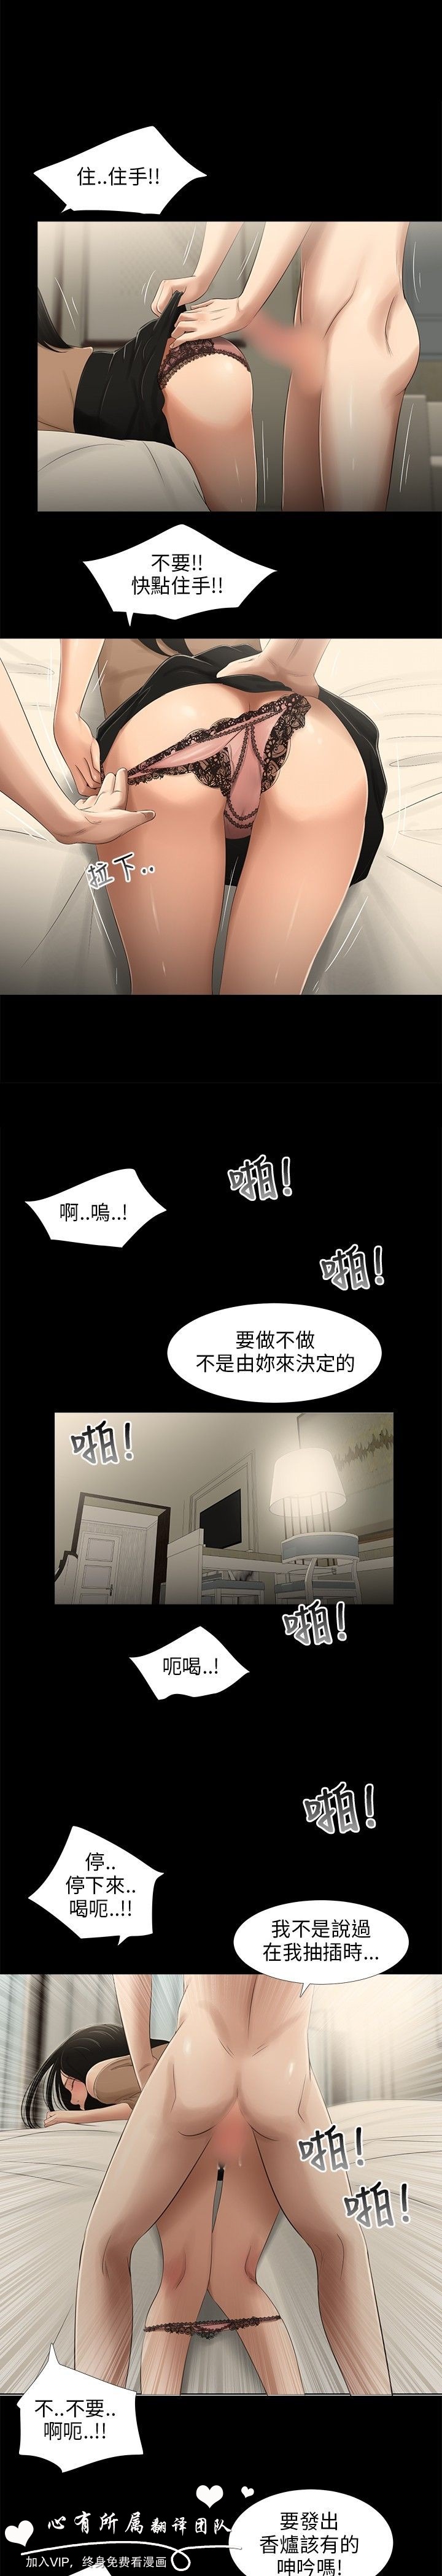 住..住手!!
不要!!
快點住手!!
拉下..
啪!
啊..嗚..!
啪!
要做不做
不是由妳來決定的
啪!
啪!
呃喝..!
啪!
停..
停下來..
喝呃..!!
我不是說過
在我抽插時...
啪!
啪!
不..不要..
啊呃..!!
心有所属翻译团队
加入VIP，终身免费看漫画
要發出
香爐該有的
呻吟嗎!